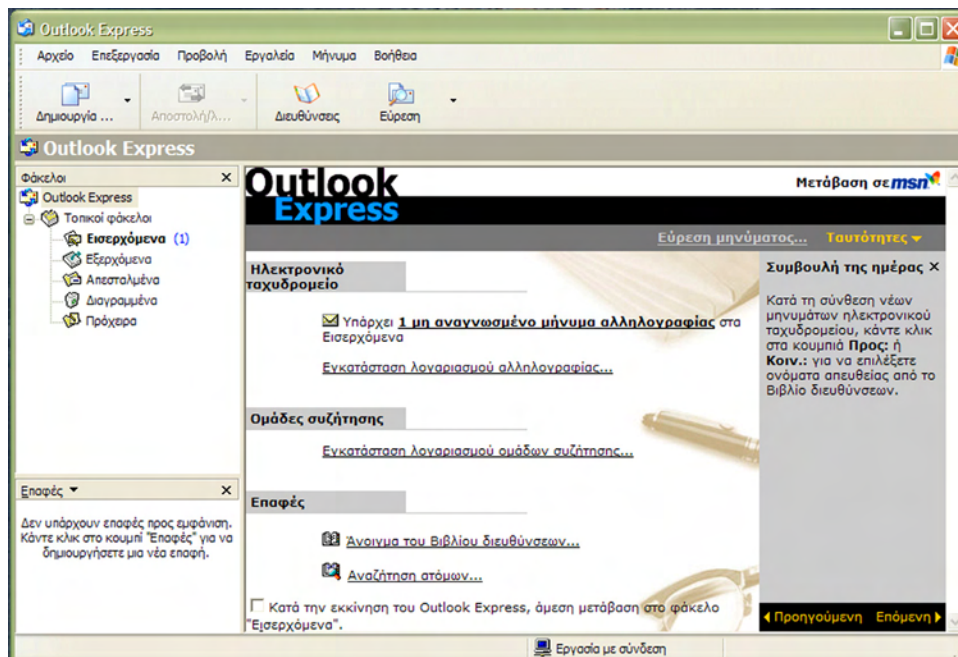 Outlook Express
Αρχείο Επεξεργασία Προβολή Εργαλεία Μήνυμα Βοήθεια
Δημιουργία ... Αποστολή/λ... Διευθύνσεις Εύρεση
Outlook Express
Φάκελοι
Outlook Express
Τοπικοί φάκελοι
Εισερχόμενα (1)
Εξερχόμενα
Απεσταλμένα
Διαγραμμένα
Πρόχειρα
Επαφές
Δεν υπάρχουν επαφές προς εμφάνιση.
Κάντε κλικ στο κουμπί "Επαφές" για να
δημιουργήσετε μια νέα επαφή.
Outlook
Express
Μετάβαση σε msn
Εύρεση μηνύματος... Ταυτότητες
Ηλεκτρονικό
ταχυδρομείο
Υπάρχει 1 μη αναγνωσμένο μήνυμα αλληλογραφίας στα
Εισερχόμενα
Εγκατάσταση λογαριασμού αλληλογραφίας...
Ομάδες συζήτησης
Εγκατάσταση λογαριασμού ομάδων συζήτησης...
Επαφές
Άνοιγμα του Βιβλίου διευθύνσεων...
Αναζήτηση ατόμων...
Κατά την εκκίνηση του Outlook Express, άμεση μετάβαση στο φάκελο
"Εισερχόμενα".
Συμβουλή της ημέρας
Κατά τη σύνθεση νέων
μηνυμάτων ηλεκτρονικού
ταχυδρομείου, κάντε κλικ
στα κουμπιά Προς: ή
Κοιν.: για να επιλέξετε
ονόματα απευθείας από το
Βιβλίο διευθύνσεων.
Προηγούμενη Επόμενη
Εργασία με σύνδεση